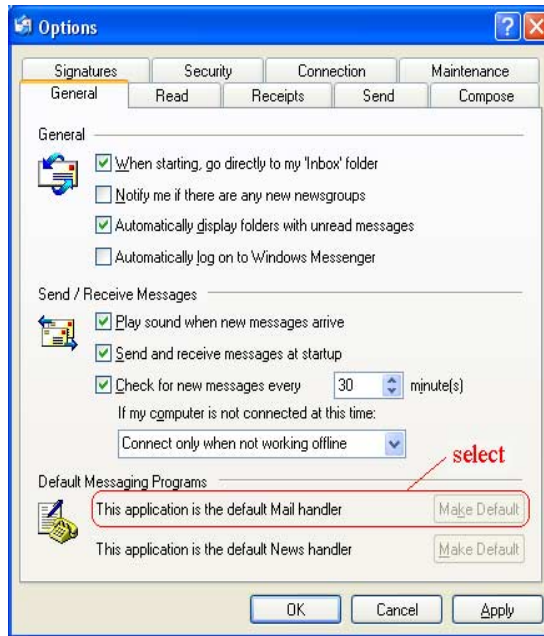 Options
Signatures Security Connection Maintenance
General Read Receipts Send Compose
General
When starting, go directly to my 'Inbox' folder
Notify me if there are any new newsgroups
Automatically display folders with unread messages
Automatically log on to Windows Messenger
Send / Receive Messages
Play sound when new messages arrive
Send and receive messages at startup
Check for new messages every 30 minute(s)
If my computer is not connected at this time:
Connect only when not working offline
select
Default Messaging Programs
This application is the default Mail handler Make Default
This application is the default News handler Make Default
OK Cancel Apply